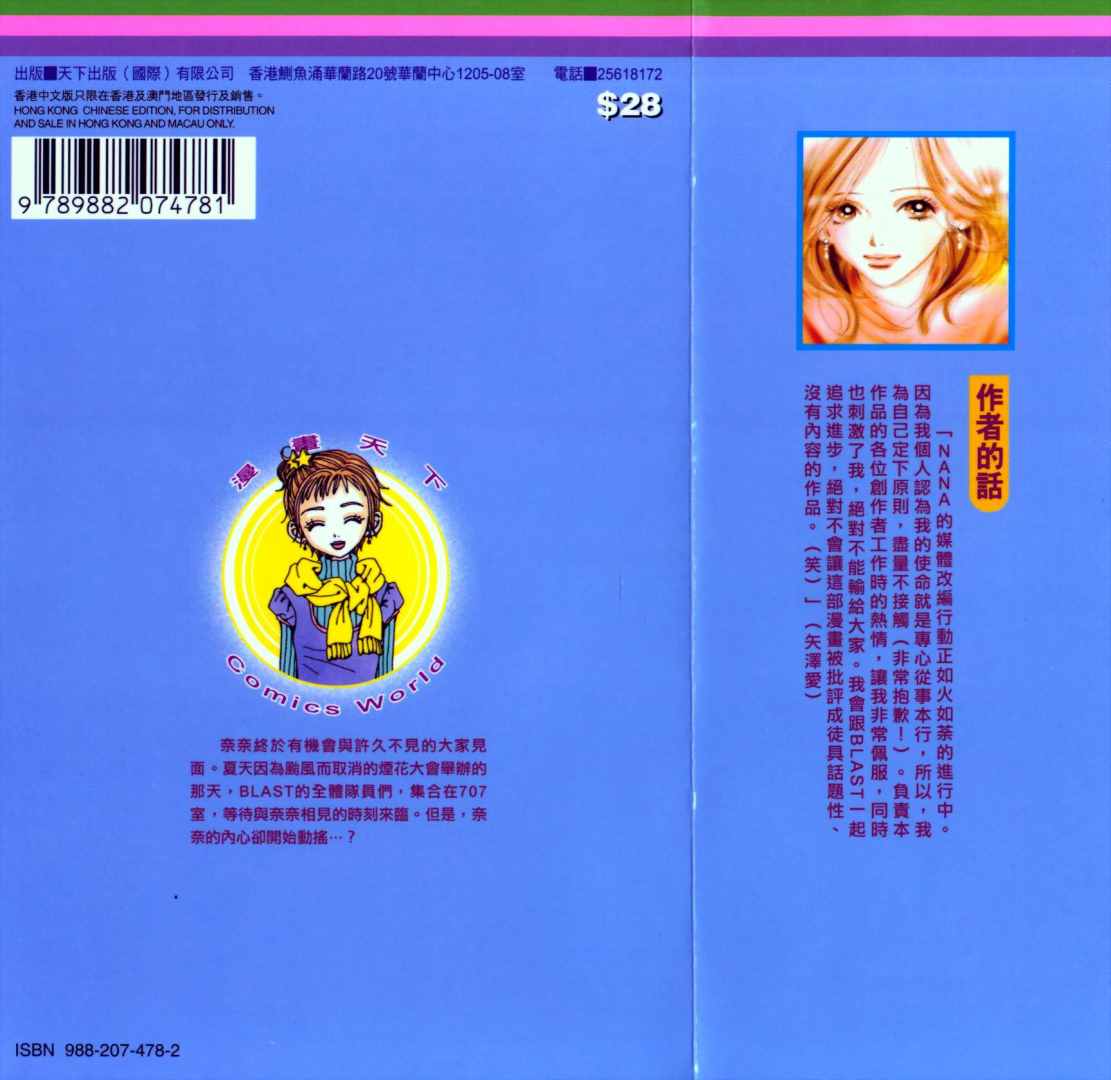 出版■天下出版（國際）有限公司　香港鰂魚涌華蘭路20號華蘭中心1205-08室　電話■25618172
香港中文版只限在香港及澳門地區發行及銷售。
HONG KONG CHINESE EDITION, FOR DISTRIBUTION
AND SALE IN HONG KONG AND MACAU ONLY.
$28
9 789882 074781
漫畫天下
Comics World
奈奈終於有機會與許久不見的大家見
面。夏天因為颱風而取消的煙花大會舉辦的
那天，BLAST的全體隊員們，集合在707
室，等待與奈奈相見的時刻來臨。但是，奈
奈的內心卻開始動搖…？
ISBN 988-207-478-2
作者的話
「NANA的媒體改編行動正如火如荼的進行中。
因為我個人認為我的使命就是專心從事本行，所以，我
為自己定下原則，盡量不接觸（非常抱歉！）。負責本
作品的各位創作者工作時的熱情，讓我非常佩服，同時
也刺激了我，絕對不能輸給大家。我會跟BLAST一起
追求進步，絕對不會讓這部漫畫被批評成徒具話題性、
沒有內容的作品。（笑）」（矢澤愛）